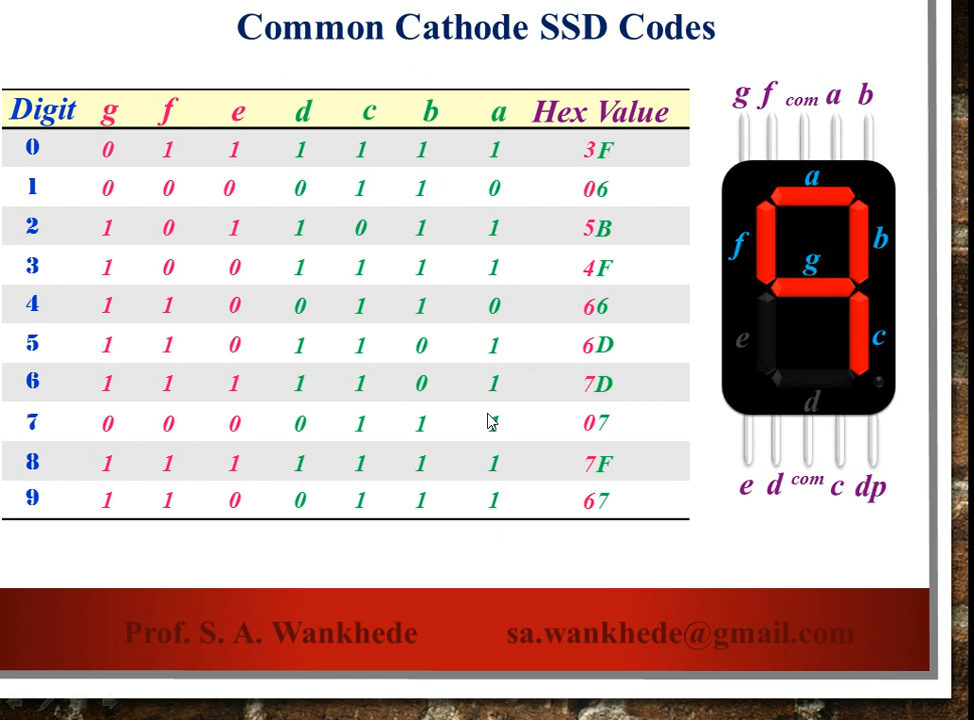 Common Cathode SSD Codes
Digit g f e d c b a Hex Value
0 0 1 1 1 1 1 1 3F
1 0 0 0 0 1 1 0 06
2 1 0 1 1 0 1 1 5B
3 1 0 0 1 1 1 1 4F
4 1 1 0 0 1 1 0 66
5 1 1 0 1 1 0 1 6D
6 1 1 1 1 1 0 1 7D
7 0 0 0 0 1 1 1 07
8 1 1 1 1 1 1 1 7F
9 1 1 0 0 1 1 1 67
g f com a b
a
f b
g
e c
d
e d com c dp
Prof. S. A. Wankhede sa.wankhede@gmail.com